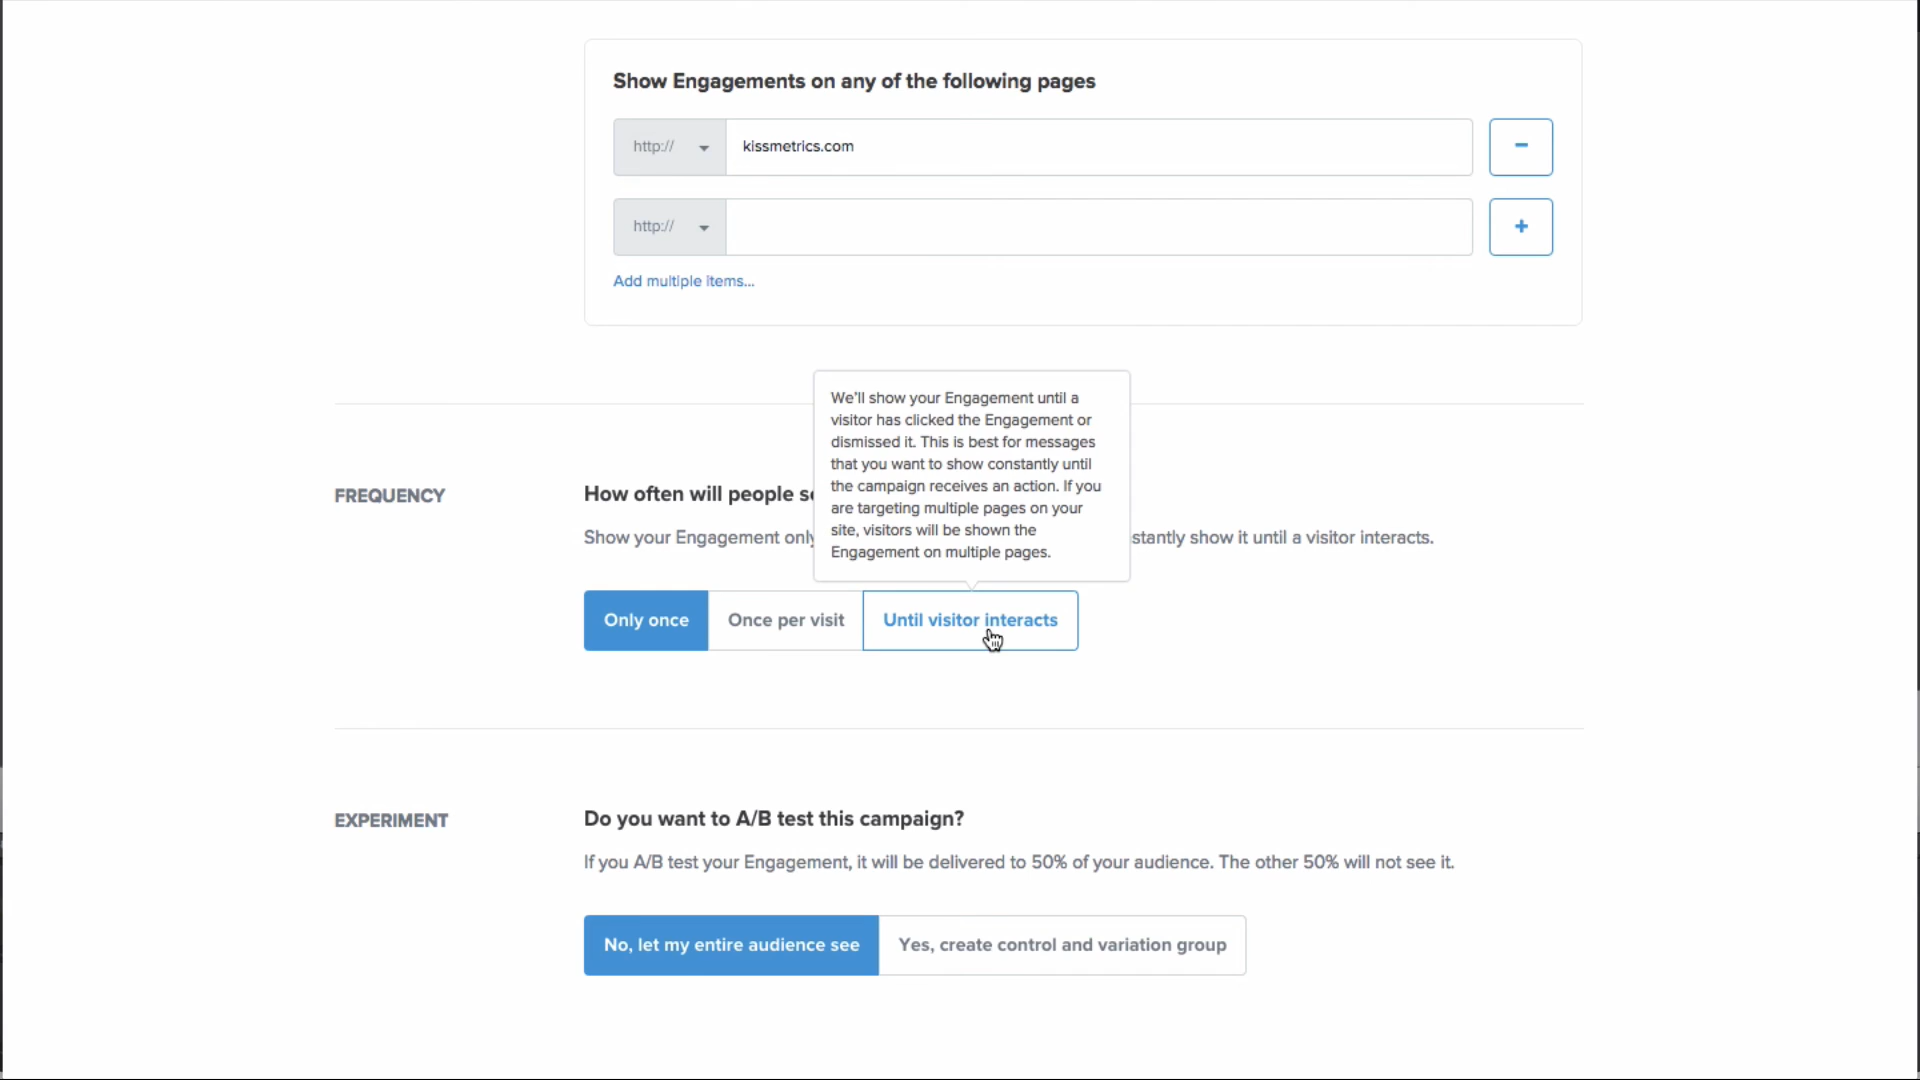 Show Engagements on any of the following pages
http://
kissmetrics.com
−
http://
+
Add multiple items...
We'll show your Engagement until a
visitor has clicked the Engagement or
dismissed it. This is best for messages
that you want to show constantly until
the campaign receives an action. If you
are targeting multiple pages on your
site, visitors will be shown the
Engagement on multiple pages.
FREQUENCY
How often will people
Show your Engagement only
until a visitor interacts.
Only once
Once per visit
Until visitor interacts
EXPERIMENT
Do you want to A/B test this campaign?
If you A/B test your Engagement, it will be delivered to 50% of your audience. The other 50% will not see it.
No, let my entire audience see
Yes, create control and variation group